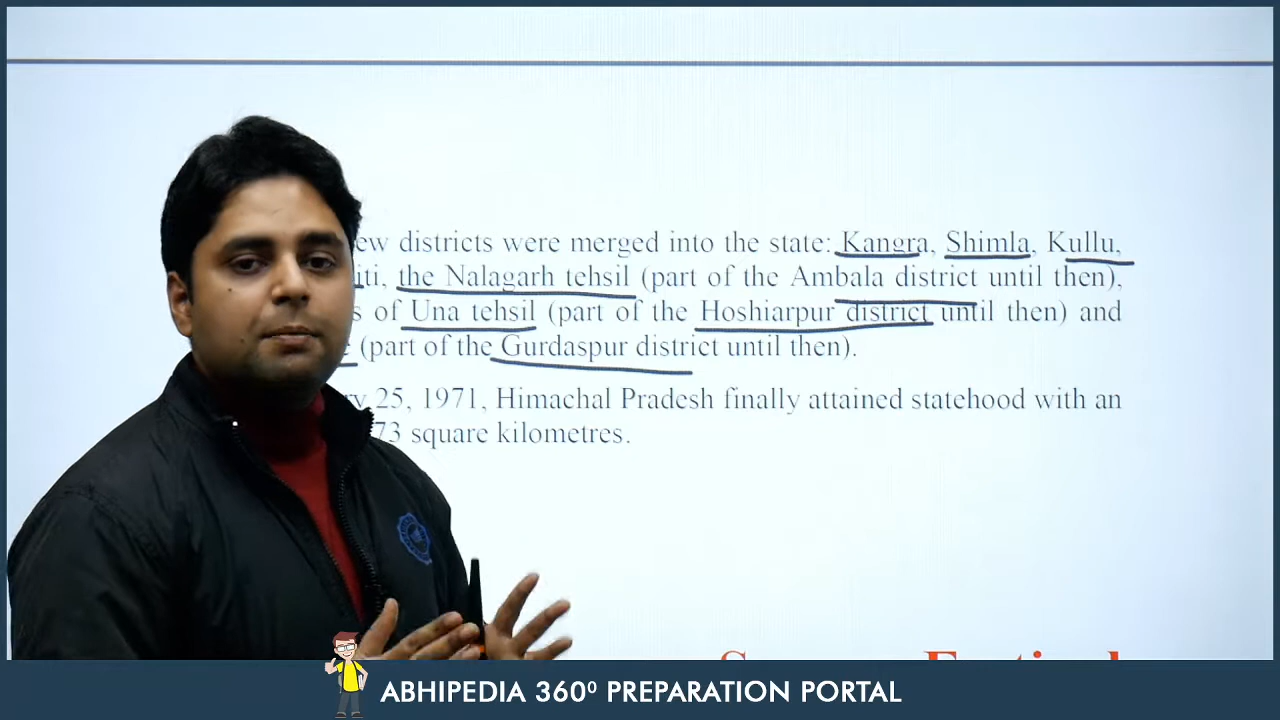 ew districts were merged into the state: Kangra, Shimla, Kullu,
iti, the Nalagarh tehsil (part of the Ambala district until then),
s of Una tehsil (part of the Hoshiarpur district until then) and
(part of the Gurdaspur district until then).
ry 25, 1971, Himachal Pradesh finally attained statehood with an
73 square kilometres.
ABHIPEDIA 360⁰ PREPARATION PORTAL